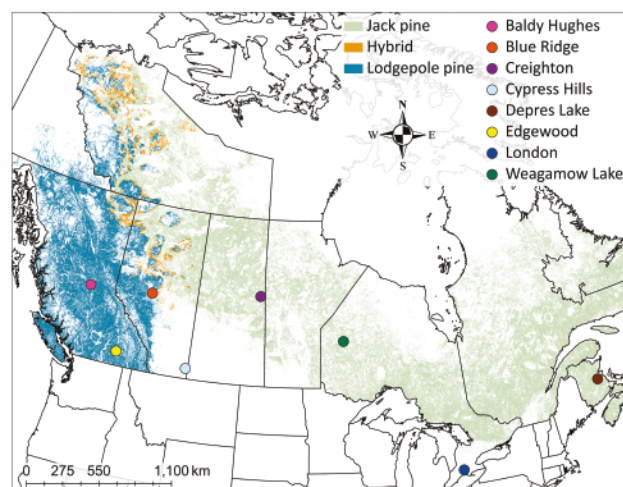 Jack pine
Hybrid
Lodgepole pine
Baldy Hughes
Blue Ridge
Creighton
Cypress Hills
Depres Lake
Edgewood
London
Weagamow Lake
N
W E
S
0 275 550 1,100 km